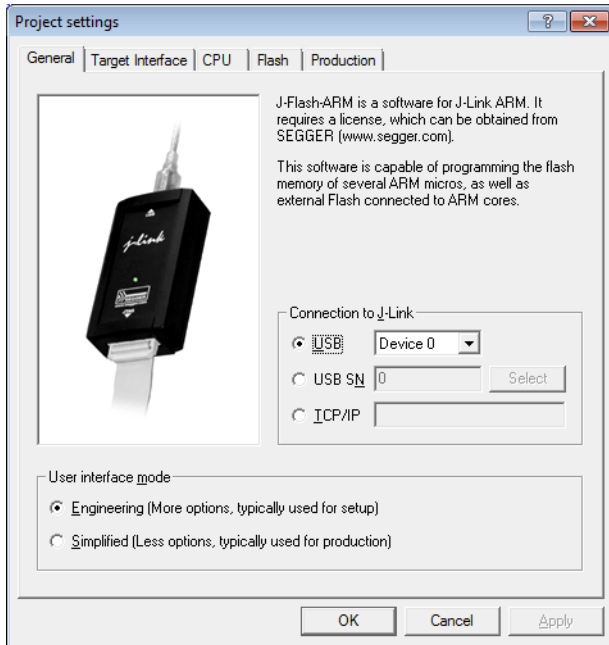 Project settings
General Target Interface CPU Flash Production
J-Flash-ARM is a software for J-Link ARM. It
requires a license, which can be obtained from
SEGGER (www.segger.com).
This software is capable of programming the flash
memory of several ARM micros, as well as
external Flash connected to ARM cores.
j-link
Connection to J-Link
USB Device 0
USB SN 0 Select
TCP/IP
User interface mode
Engineering (More options, typically used for setup)
Simplified (Less options, typically used for production)
OK Cancel Apply